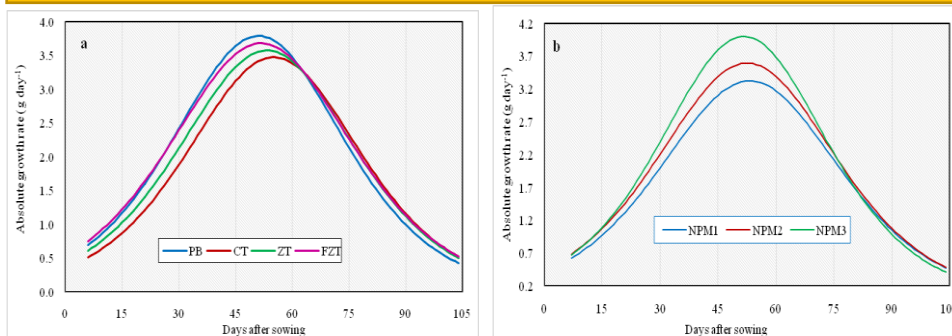 a
Absolute growth rate (g day⁻¹)
4.0
3.5
3.0
2.5
2.0
1.5
1.0
0.5
0.0
PB CT ZT FZT
0 15 30 45 60 75 90 105
Days after sowing
b
Absolute growth rate (g day⁻¹)
4.2
3.7
3.2
2.7
2.2
1.7
1.2
0.7
0.2
NPM1 NPM2 NPM3
0 15 30 45 60 75 90
Days after sowing